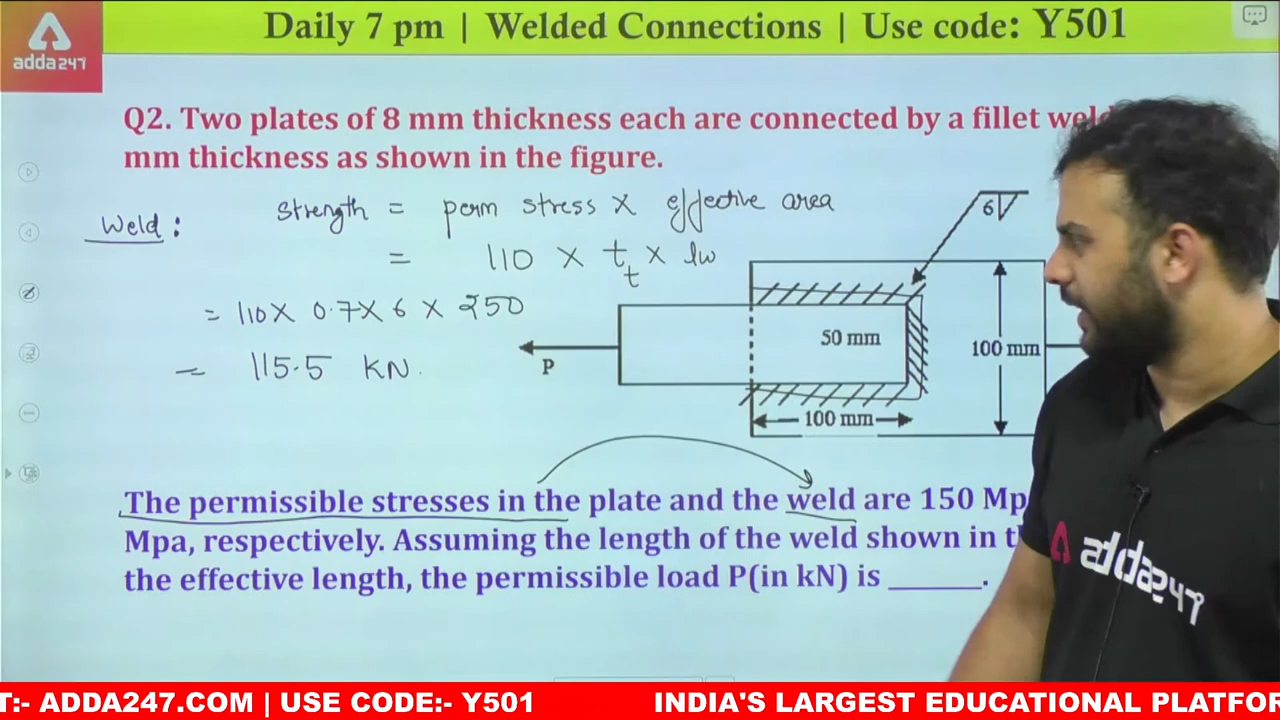 Daily 7 pm | Welded Connections | Use code: Y501
adda247
Q2. Two plates of 8 mm thickness each are connected by a fillet weld
mm thickness as shown in the figure.
Weld :
Strength = perm stress X effective area
= 110 X tt X lw
= 110 X 0.7 X 6 X 250
= 115.5 KN.
6
50 mm
100 mm
P
100 mm
The permissible stresses in the plate and the weld are 150 Mp
Mpa, respectively. Assuming the length of the weld shown in t
the effective length, the permissible load P(in kN) is ______.
adda247
T:- ADDA247.COM | USE CODE:- Y501 INDIA'S LARGEST EDUCATIONAL PLATFOR